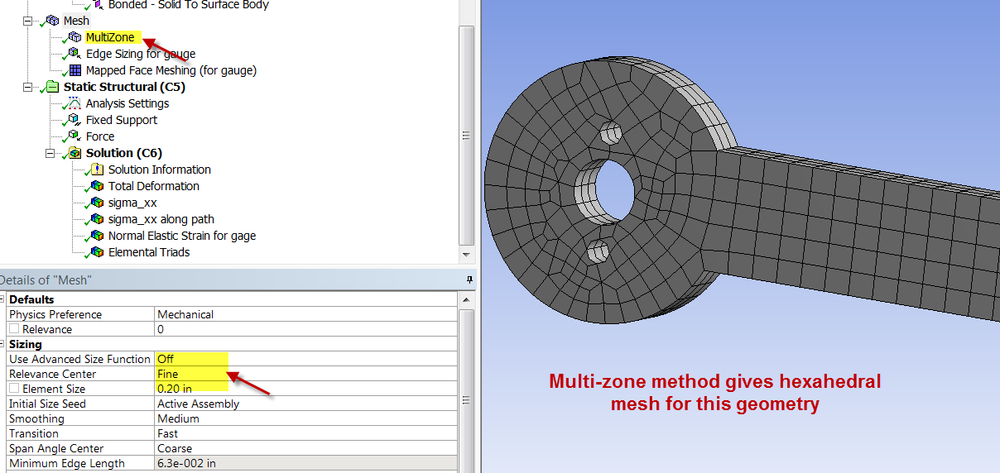 Bonded - Solid To Surface Body
Mesh
MultiZone
Edge Sizing for gauge
Mapped Face Meshing (for gauge)
Static Structural (C5)
Analysis Settings
Fixed Support
Force
Solution (C6)
Solution Information
Total Deformation
sigma_xx
sigma_xx along path
Normal Elastic Strain for gage
Elemental Triads
Details of "Mesh"
Defaults
Physics Preference Mechanical
Relevance 0
Sizing
Use Advanced Size Function Off
Relevance Center Fine
Element Size 0.20 in
Initial Size Seed Active Assembly
Smoothing Medium
Transition Fast
Span Angle Center Coarse
Minimum Edge Length 6.3e-002 in
Multi-zone method gives hexahedral
mesh for this geometry